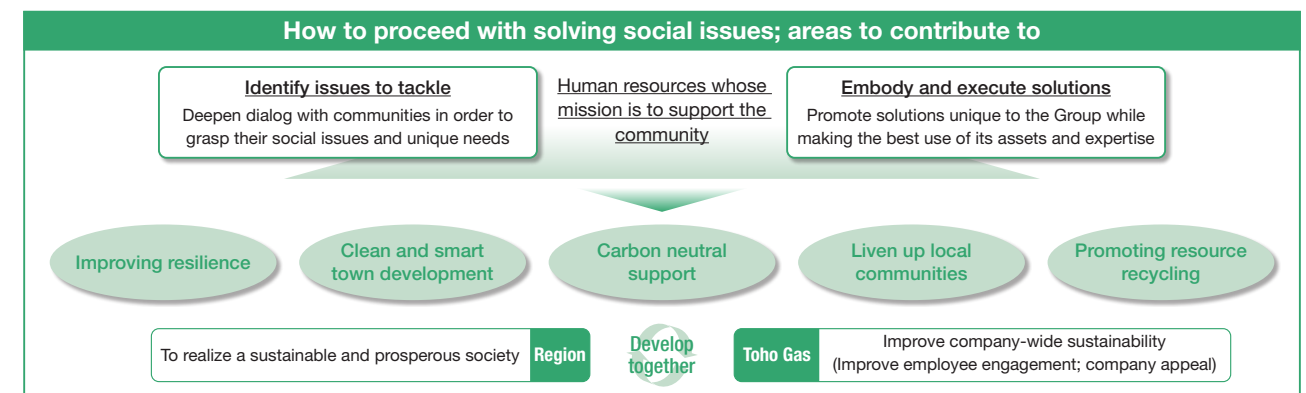 How to proceed with solving social issues; areas to contribute to
Identify issues to tackle
Deepen dialog with communities in order to
grasp their social issues and unique needs
Human resources whose
mission is to support the
community
Embody and execute solutions
Promote solutions unique to the Group while
making the best use of its assets and expertise
Improving resilience
Clean and smart
town development
Carbon neutral
support
Liven up local
communities
Promoting resource
recycling
To realize a sustainable and prosperous society
Region
Develop
together
Toho Gas
Improve company-wide sustainability
(Improve employee engagement; company appeal)